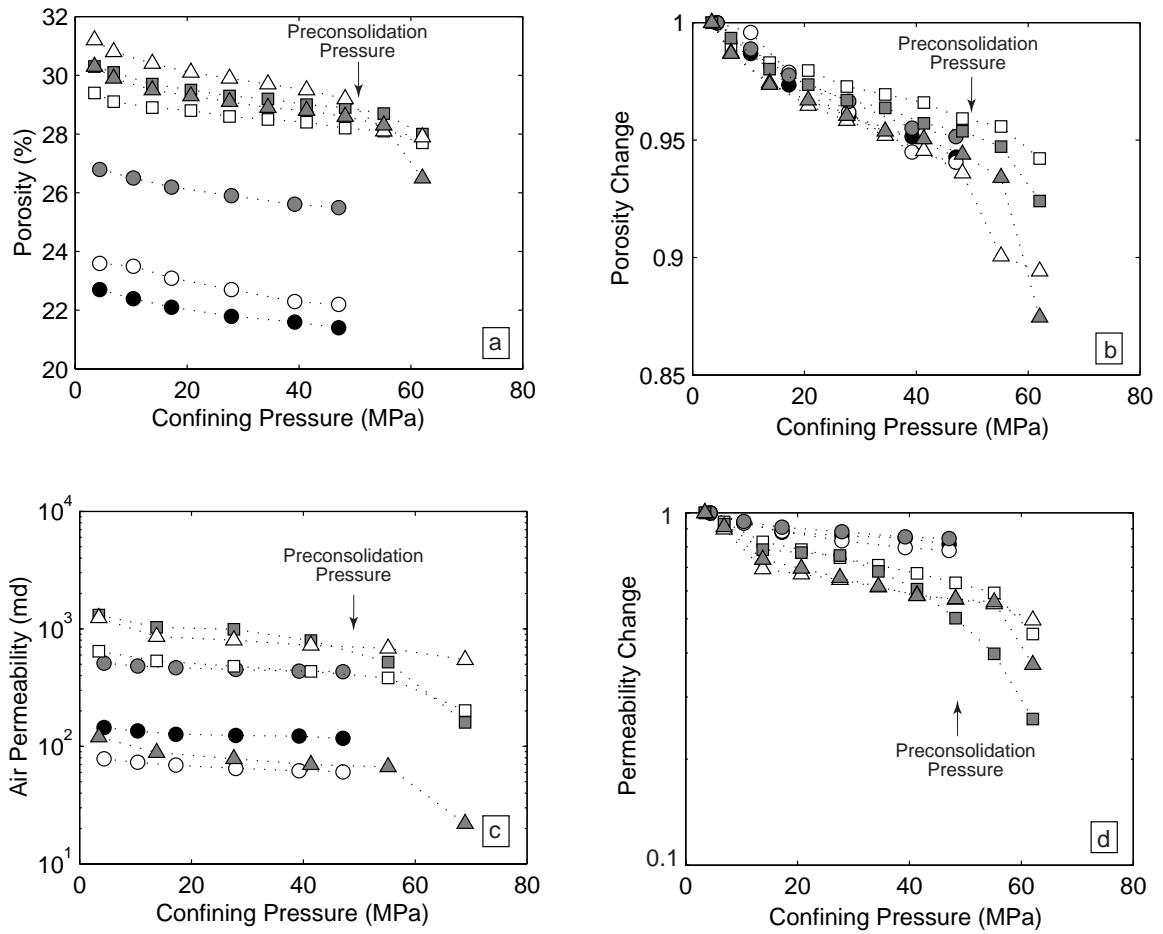 32
30
28
26
24
22
20
Porosity (%)
Preconsolidation
Pressure
a
0
20
40
60
80
Confining Pressure (MPa)
1
0.95
0.9
0.85
Porosity Change
Preconsolidation
Pressure
b
0
20
40
60
80
Confining Pressure (MPa)
10^4
10^3
10^2
10^1
Air Permeability (md)
Preconsolidation
Pressure
c
0
20
40
60
80
Confining Pressure (MPa)
1
0.1
Permeability Change
Preconsolidation
Pressure
d
0
20
40
60
80
Confining Pressure (MPa)